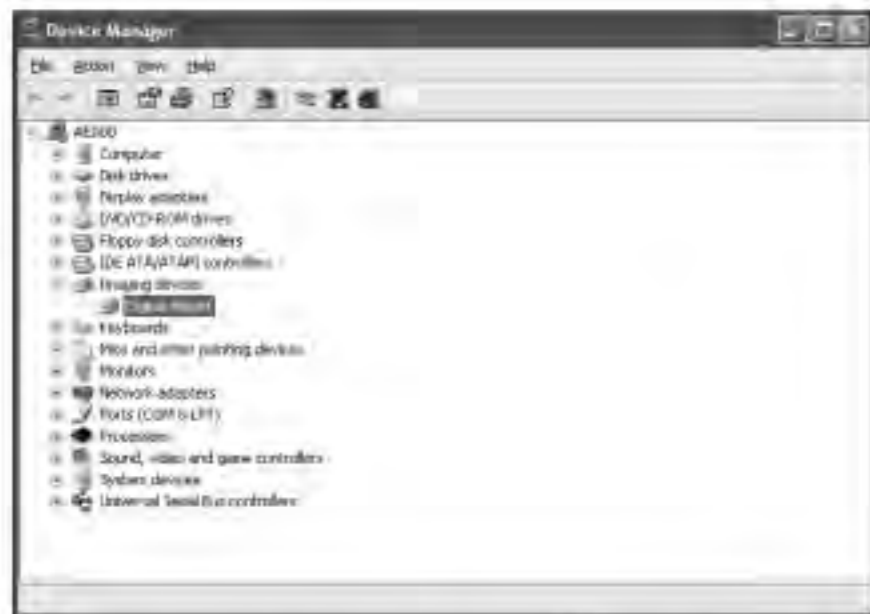 Device Manager
File Action View Help
AE300
Computer
Disk drives
Display adapters
DVD/CD-ROM drives
Floppy disk controllers
IDE ATA/ATAPI controllers
Imaging devices
Keyboards
Mice and other pointing devices
Monitors
Network adapters
Ports (COM & LPT)
Processors
Sound, video and game controllers
System devices
Universal Serial Bus controllers